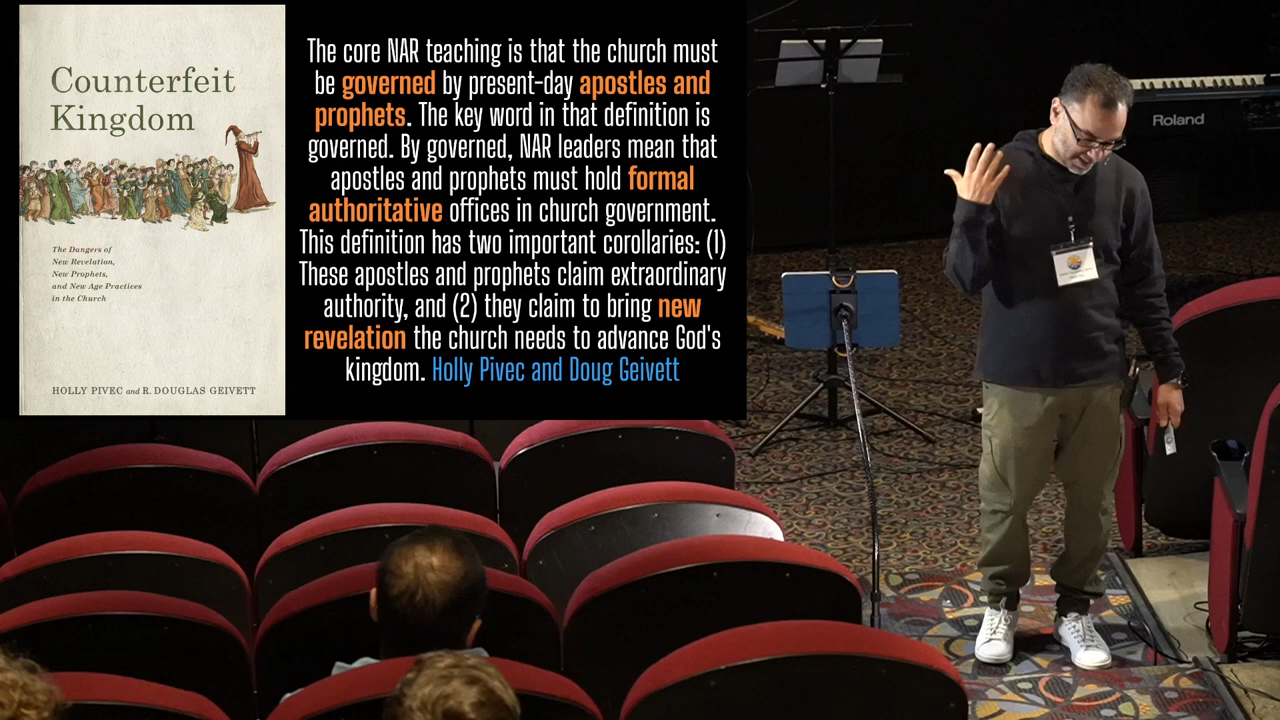 Counterfeit
Kingdom
The Dangers of
New Revelation,
New Prophets,
and New Age Practices
in the Church
HOLLY PIVEC and R. DOUGLAS GEIVETT
The core NAR teaching is that the church must
be governed by present-day apostles and
prophets. The key word in that definition is
governed. By governed, NAR leaders mean that
apostles and prophets must hold formal
authoritative offices in church government.
This definition has two important corollaries: (1)
These apostles and prophets claim extraordinary
authority, and (2) they claim to bring new
revelation the church needs to advance God's
kingdom. Holly Pivec and Doug Geivett
Roland